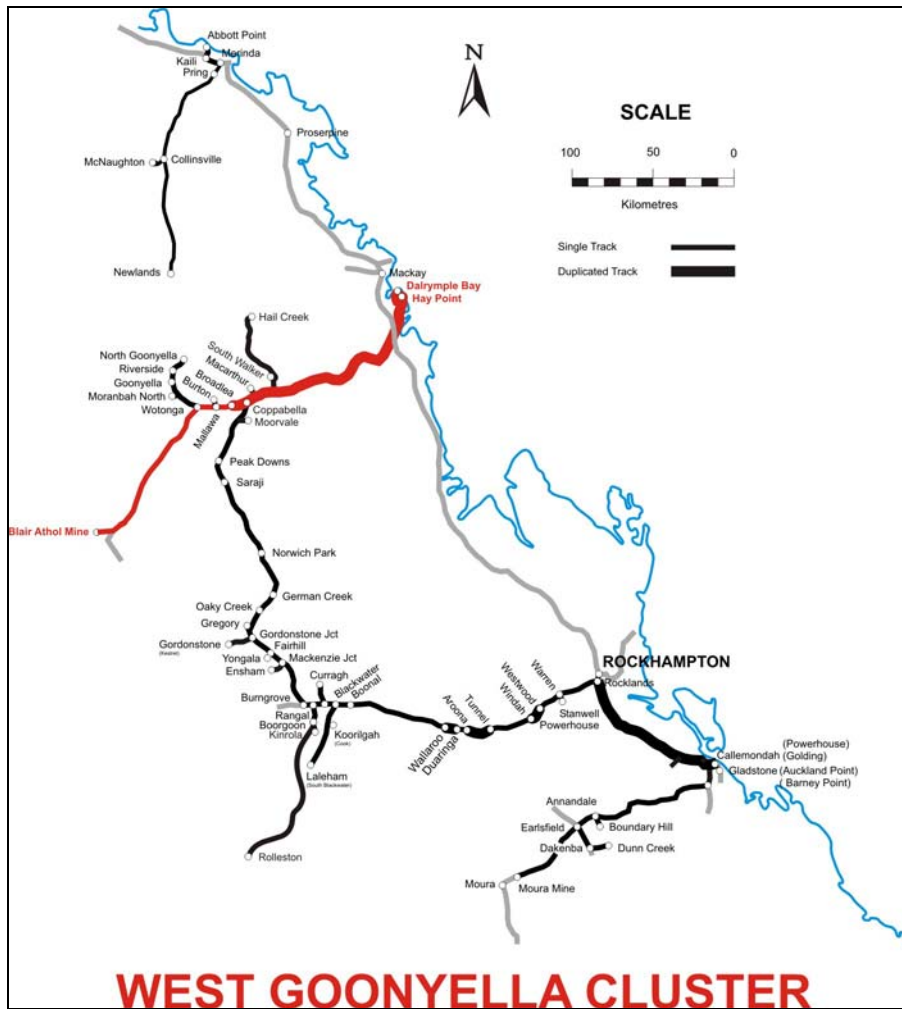 Abbott Point
Kaili
Merinda
Pring
N
SCALE
100 50 0
Kilometres
Single Track
Duplicated Track
Proserpine
McNaughton
Collinsville
Newlands
Mackay
Dalrymple Bay
Hay Point
Hail Creek
South Walker
Macarthur
Broadlea
Burton
Mallawa
North Goonyella
Riverside
Goonyella
Moranbah North
Wotonga
Coppabella
Moorvale
Peak Downs
Saraji
Blair Athol Mine
Norwich Park
German Creek
Oaky Creek
Gregory
Gordonstone Jct
Gordonstone
(Kestrel)
Fairhill
Yongala
Mackenzie Jct
Ensham
Curragh
Blackwater
Boonal
Burngrove
Rangal
Boorgoon
Kinrola
Koorilgah
(Cook)
Laleham
(South Blackwater)
Rolleston
Wallaroo
Duaringa
Aroona
Tunnel
Windah
Westwood
Warren
Stanwell
Powerhouse
ROCKHAMPTON
Rocklands
Callemondah (Powerhouse)
(Golding)
Gladstone (Auckland Point)
( Barney Point)
Annandale
Earlsfield
Boundary Hill
Dakenba
Dunn Creek
Moura
Moura Mine
WEST GOONYELLA CLUSTER